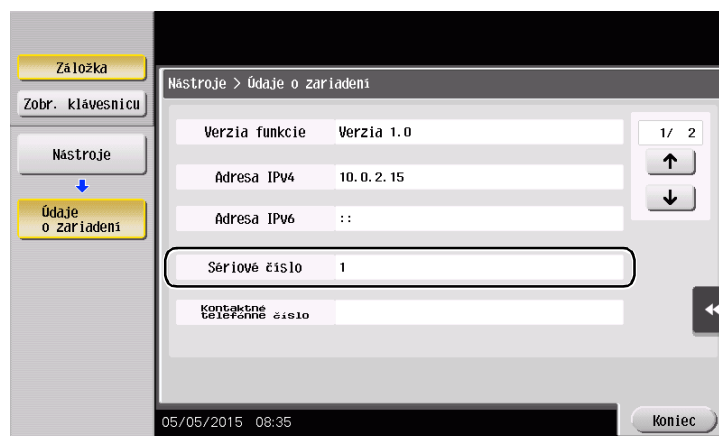 Záložka
Zobr. klávesnicu
Nástroje
Údaje
o zariadení
Nástroje > Údaje o zariadení
Verzia funkcie Verzia 1.0
1/ 2
Adresa IPv4 10.0.2.15
Adresa IPv6 ::
Sériové číslo 1
Kontaktné
telefónne číslo
05/05/2015 08:35
Koniec